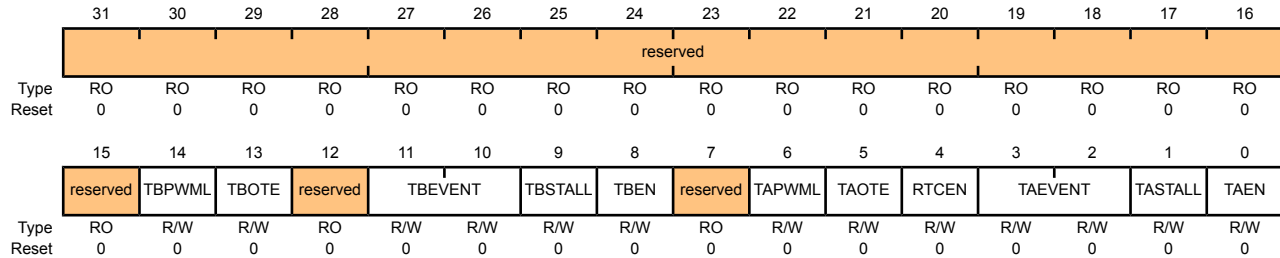 31 30 29 28 27 26 25 24 23 22 21 20 19 18 17 16
reserved
Type RO RO RO RO RO RO RO RO RO RO RO RO RO RO RO RO
Reset 0 0 0 0 0 0 0 0 0 0 0 0 0 0 0 0
15 14 13 12 11 10 9 8 7 6 5 4 3 2 1 0
reserved TBPWML TBOTE reserved TBEVENT TBSTALL TBEN reserved TAPWML TAOTE RTCEN TAEVENT TASTALL TAEN
Type RO R/W R/W RO R/W R/W R/W R/W RO R/W R/W R/W R/W R/W R/W R/W
Reset 0 0 0 0 0 0 0 0 0 0 0 0 0 0 0 0